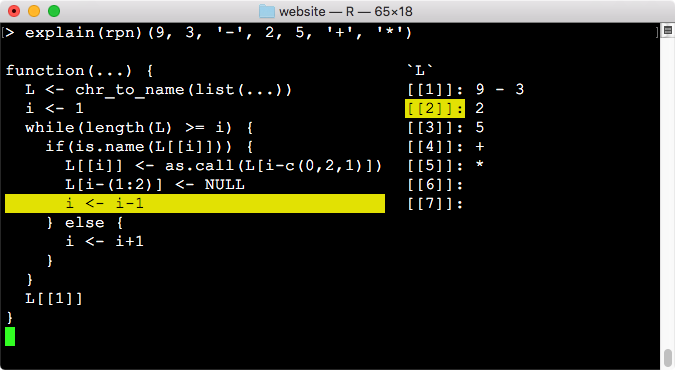 website — R — 65×18
> explain(rpn)(9, 3, '-', 2, 5, '+', '*')
function(...) {
  L <- chr_to_name(list(...))
  i <- 1
  while(length(L) >= i) {
    if(is.name(L[[i]])) {
      L[[i]] <- as.call(L[i-c(0,2,1)])
      L[i-(1:2)] <- NULL
      i <- i-1
    } else {
      i <- i+1
    }
  }
  L[[1]]
}
`L`
[[1]]: 9 - 3
[[2]]: 2
[[3]]: 5
[[4]]: +
[[5]]: *
[[6]]:
[[7]]: